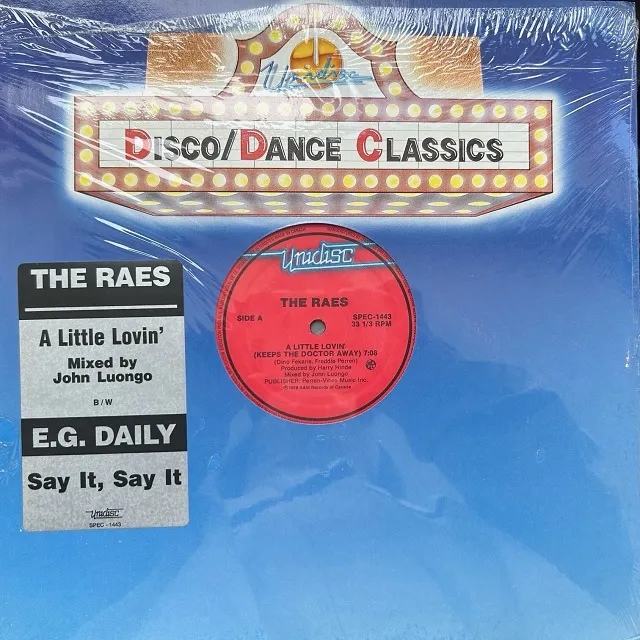 Unidisc
DISCO/DANCE CLASSICS
Unidisc
THE RAES
SIDE A
SPEC-1443
33 1/3 RPM
A LITTLE LOVIN'
(KEEPS THE DOCTOR AWAY) 7:08
(Dino Fekaris, Freddie Perren)
Produced by Harry Hinde
Mixed by John Luongo
PUBLISHER: Perren-Vibes Music Inc.
THE RAES
A Little Lovin'
Mixed by
John Luongo
B/W
E.G. DAILY
Say It, Say It
Unidisc
SPEC-1443